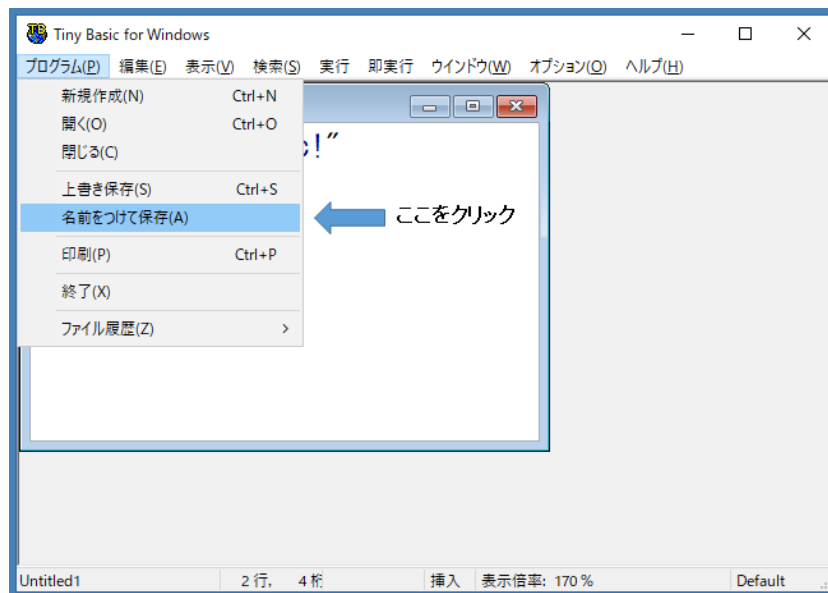 Tiny Basic for Windows
プログラム(P) 編集(E) 表示(V) 検索(S) 実行 即実行 ウインドウ(W) オプション(O) ヘルプ(H)
新規作成(N) Ctrl+N
開く(O) Ctrl+O
!"
閉じる(C)
上書き保存(S) Ctrl+S
名前をつけて保存(A)
ここをクリック
印刷(P) Ctrl+P
終了(X)
ファイル履歴(Z) >
Untitled1 2 行, 4 桁 挿入 表示倍率: 170 % Default